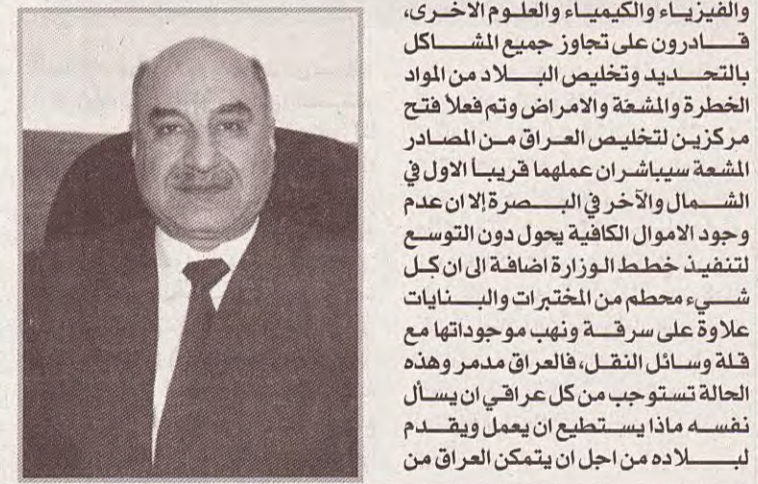 والفيزياء والكيمياء والعلوم الاخرى،
قادرون على تجاوز جميع المشاكل
بالتحديد وتخليص البلاد من المواد
الخطرة والمشعة والامراض وتم فعلاً فتح
مركزين لتخليص العراق من المصادر
المشعة سيباشران عملهما قريباً الاول في
الشمال والآخر في البصرة إلا ان عدم
وجود الاموال الكافية يحول دون التوسع
لتنفيذ خطط الوزارة اضافة الى ان كل
شيء محطم من المختبرات والبنايات
علاوة على سرقة ونهب موجوداتها مع
قلة وسائل النقل، فالعراق مدمر وهذه
الحالة تستوجب من كل عراقي ان يسأل
نفسه ماذا يستطيع ان يعمل ويقدم
لبلاده من اجل ان يتمكن العراق من